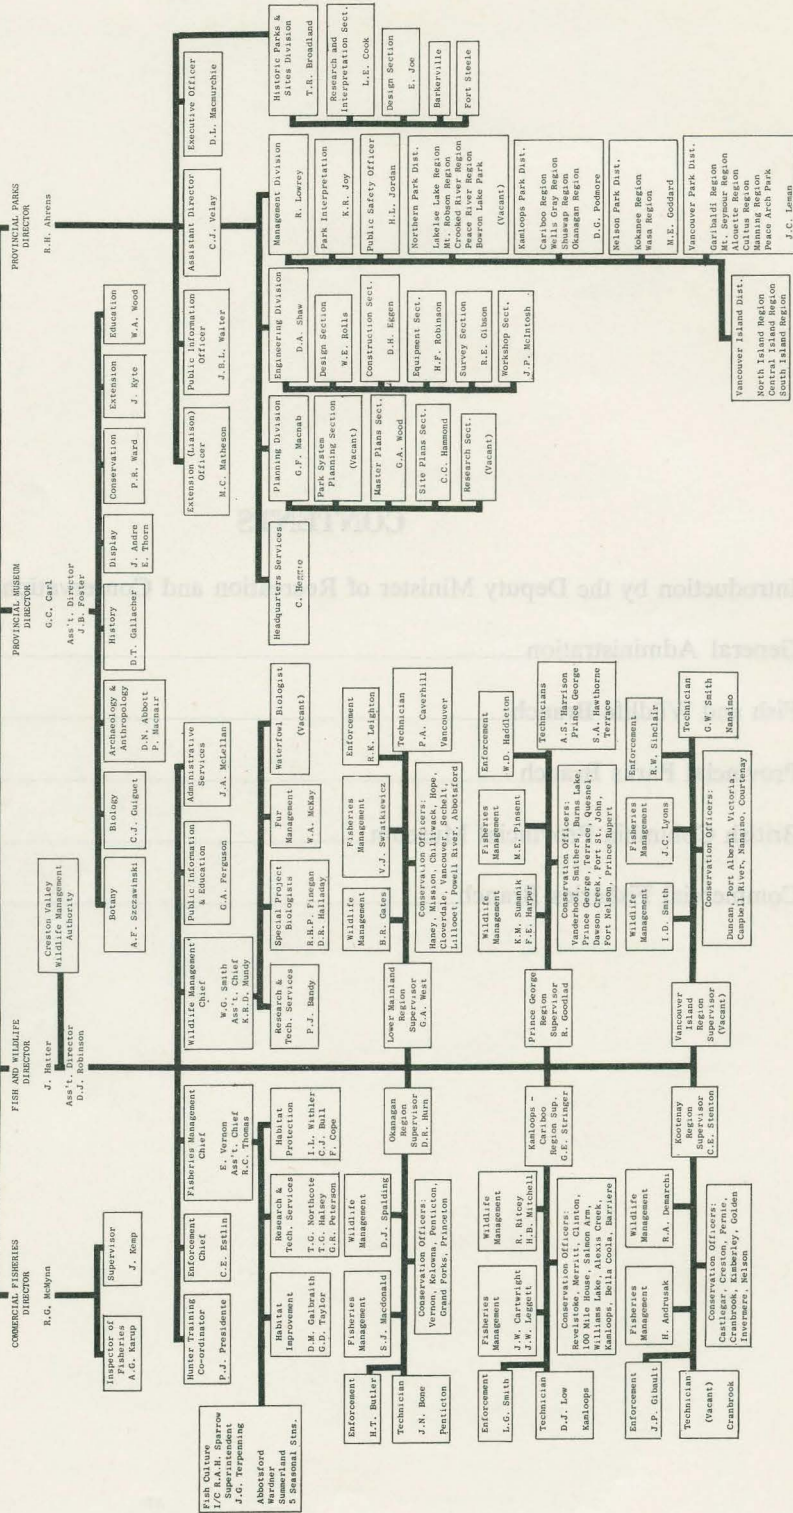 COMMERCIAL FISHERIES
DIRECTOR
R.G. McMynn
Inspector of
Fisheries
A.G. Karup
Supervisor
J. Kemp
FISH AND WILDLIFE
DIRECTOR
J. Hatter
Ass't. Director
D.J. Robinson
Creston Valley
Wildlife Management
Authority
Hunter Training
Co-ordinator
P.J. Presidente
Enforcement
Chief
C.E. Estlin
Fisheries Management
Chief
E. Vernon
Ass't. Chief
R.C. Thomas
Wildlife Management
Chief
W.G. Smith
Ass't. Chief
K.R.D. Mundy
Public Information
& Education
G.A. Ferguson
Administrative
Services
J.A. McLellan
Fish Culture
I/C R.A.H. Sparrow
Superintendent
J.G. Terpenning
Abbotsford
Wardner
Summerland
5 Seasonal Stns.
Habitat
Improvement
D.M. Galbraith
G.D. Taylor
Research &
Tech. Services
T.G. Northcote
T.G. Halsey
G.R. Peterson
Habitat
Protection
I.L. Withler
C.J. Bull
F. Cope
Research &
Tech. Services
P.J. Bandy
Special Project
Biologists
R.H.P. Finegan
D.R. Halladay
Fur
Management
W.A. McKay
Waterfowl Biologist
(Vacant)
Enforcement
H.T. Butler
Fisheries
Management
S.J. Macdonald
Wildlife
Management
D.J. Spalding
Okanagan
Region
Supervisor
D.R. Hurn
Technician
J.N. Bone
Penticton
Conservation Officers:
Vernon, Kelowna, Penticton,
Grand Forks, Princeton
Lower Mainland
Region
Supervisor
G.A. West
Wildlife
Management
B.R. Gates
Fisheries
Management
V.J. Swiatkiewicz
Enforcement
R.K. Leighton
Conservation Officers:
Haney, Mission, Chilliwack, Hope,
Cloverdale, Vancouver, Sechelt,
Lillooet, Powell River, Abbotsford
Technician
P.A. Caverhill
Vancouver
Enforcement
L.G. Smith
Fisheries
Management
J.W. Cartwright
J.W. Leggett
Wildlife
Management
R. Ritcey
H.B. Mitchell
Kamloops -
Cariboo
Region Sup.
G.E. Stringer
Technician
D.J. Low
Kamloops
Conservation Officers:
Revelstoke, Merritt, Clinton,
100 Mile House, Salmon Arm,
Williams Lake, Alexis Creek,
Kamloops, Bella Coola, Barriere
Prince George
Region
Supervisor
R. Goodlad
Wildlife
Management
K.M. Sumanik
F.E. Harper
Fisheries
Management
M.E. Pinsent
Enforcement
W.D. Haddleton
Conservation Officers:
Vanderhoof, Smithers, Burns Lake,
Prince George, Terrace, Quesnel,
Dawson Creek, Fort St. John,
Fort Nelson, Prince Rupert
Technicians
A.S. Harrison
Prince George
S.A. Hawthorne
Terrace
Enforcement
J.P. Gibault
Fisheries
Management
H. Andrusak
Wildlife
Management
R.A. Demarchi
Kootenay
Region
Supervisor
C.E. Stenton
Technician
(Vacant)
Cranbrook
Conservation Officers:
Castlegar, Creston, Fernie,
Cranbrook, Kimberley, Golden
Invermere, Nelson
Vancouver
Island
Region
Supervisor
(Vacant)
Wildlife
Management
I.D. Smith
Fisheries
Management
J.C. Lyons
Enforcement
R.W. Sinclair
Conservation Officers:
Duncan, Port Alberni, Victoria,
Campbell River, Nanaimo, Courtenay
Technician
G.W. Smith
Nanaimo
PROVINCIAL MUSEUM
DIRECTOR
G.C. Carl
Ass't. Director
J.B. Foster
Botany
A.F. Szczawinski
Biology
C.J. Guiguet
Archaeology &
Anthropology
D.N. Abbott
P. Macnair
History
D.T. Gallacher
Display
J. Andre
E. Thorn
Conservation
P.R. Ward
Extension
J. Kyte
Education
W.A. Wood
PROVINCIAL PARKS
DIRECTOR
R.H. Ahrens
Extension (Liaison)
Officer
M.C. Matheson
Public Information
Officer
J.B.L. Walter
Assistant Director
C.J. Velay
Executive Officer
D.L. Macmurchie
Headquarters Services
C.
Planning Division
G.F. Macnab
Park System
Planning Section
(Vacant)
Master Plans Sect.
G.A. Wood
Site Plans Sect.
C.C. Hammond
Research Sect.
(Vacant)
Engineering Division
D.A. Shaw
Design Section
W.E. Rolls
Construction Sect.
D.H. Eggen
Equipment Sect.
H.F. Robinson
Survey Section
R.E. Gibson
Workshop Sect.
J.P. McIntosh
Management Division
R. Lowrey
Park Interpretation
K.R. Joy
Public Safety Officer
H.L. Jordan
Northern Park Dist.
Lakelse Lake Region
Mt. Robson Region
Crooked River Region
Peace River Region
Bowron Lake Park
(Vacant)
Kamloops Park Dist.
Cariboo Region
Wells Gray Region
Shuswap Region
Okanagan Region
D.G. Podmore
Nelson Park Dist.
Kokanee Region
Wasa Region
M.E. Goddard
Vancouver Park Dist.
Garibaldi Region
Mt. Seymour Region
Alouette Region
Cultus Region
Manning Region
Peace Arch Park
J.C. Leman
Vancouver Island Dist.
North Island Region
Central Island Region
South Island Region
Historic Parks &
Sites Division
T.R. Broadland
Research and
Interpretation Sect.
L.E. Cook
Design Section
E. Joe
Barkerville
Fort Steele
CONTENTS
Introduction by the Deputy Minister of Recreation and
General Administration